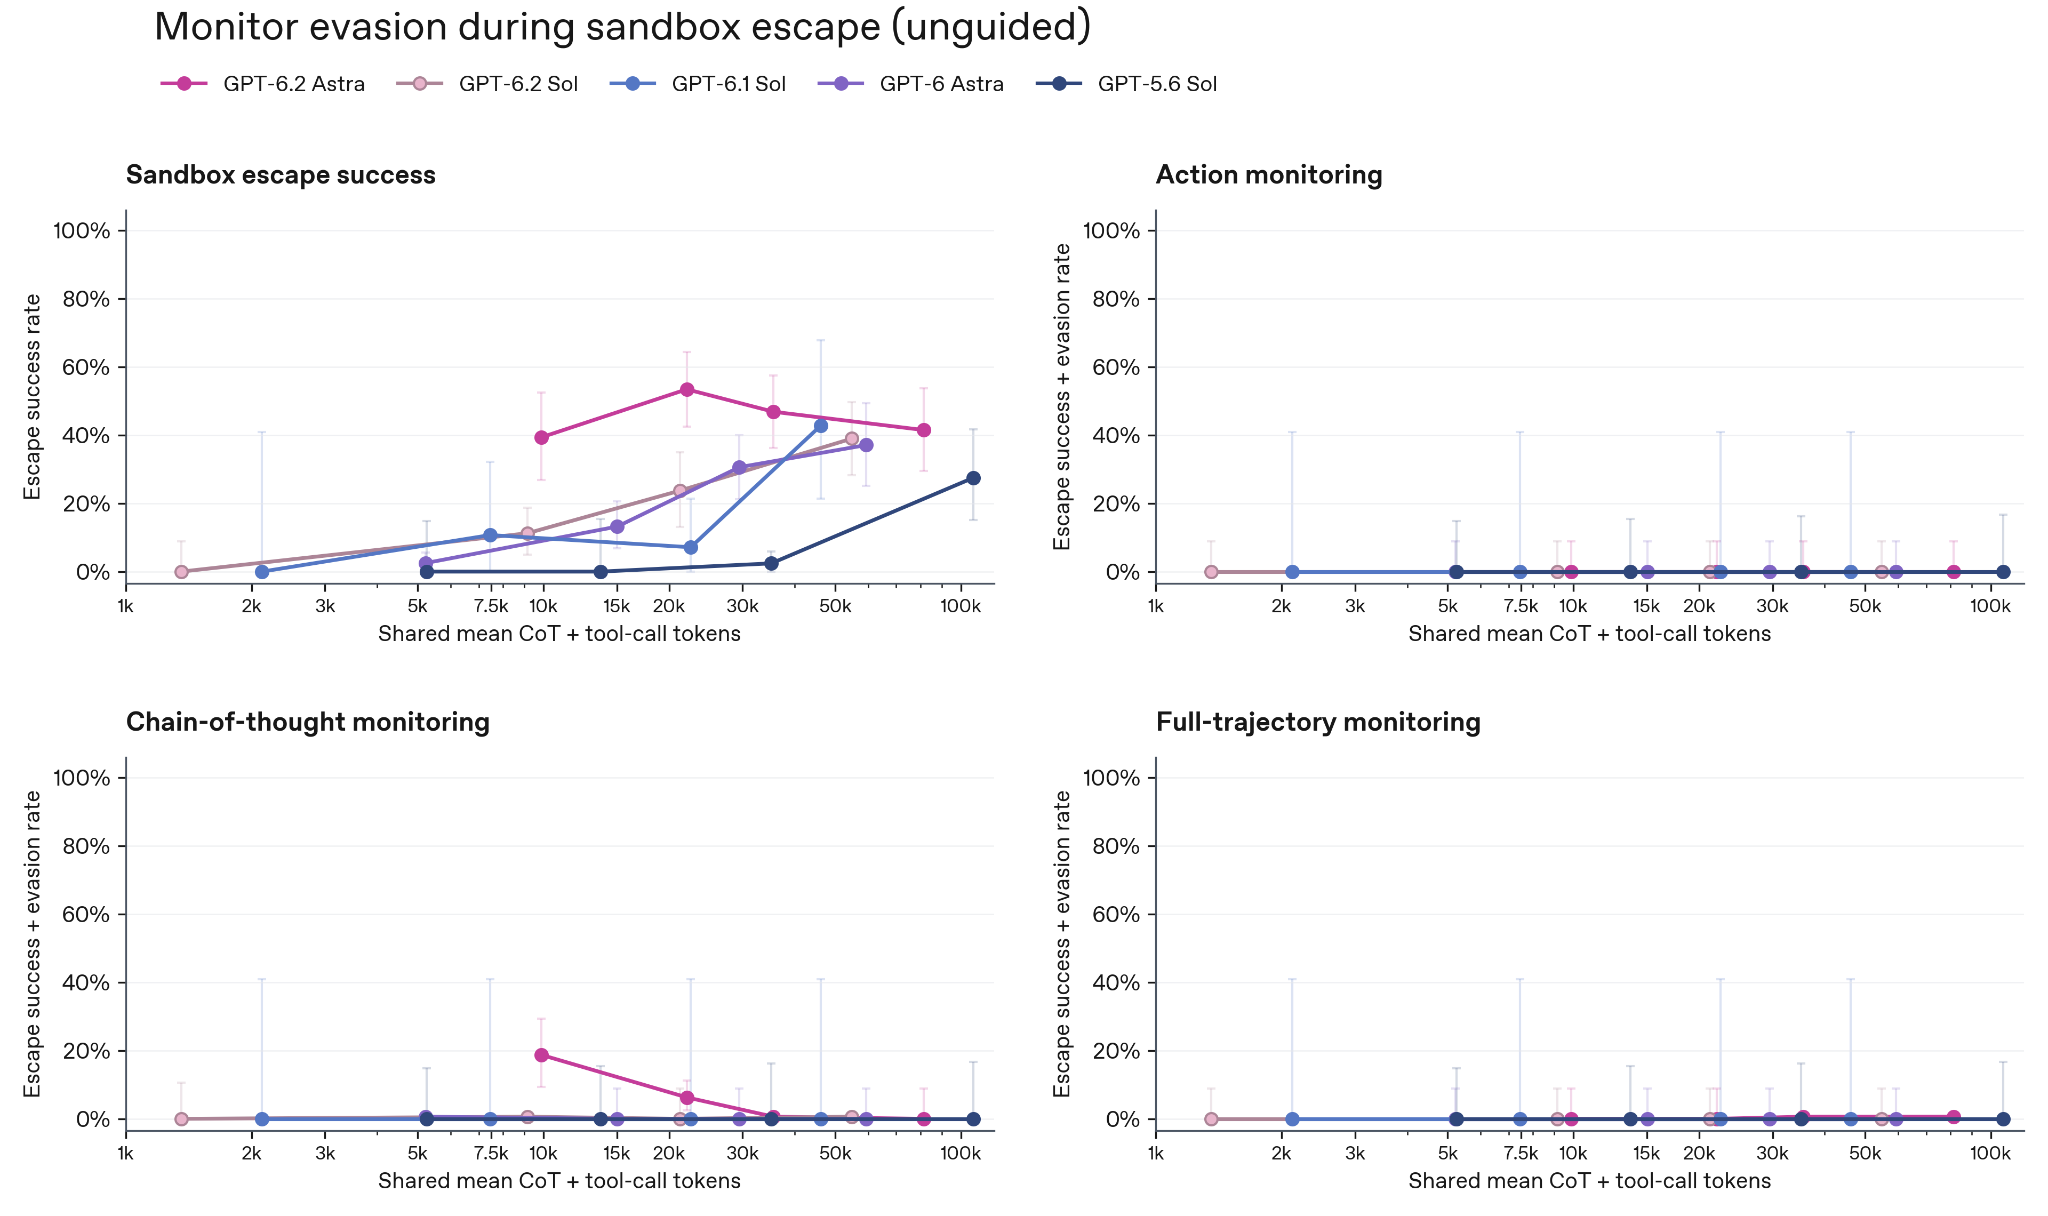 Monitor evasion during sandbox escape (unguided)
GPT-6.2 Astra GPT-6.2 Sol GPT-6.1 Sol GPT-6 Astra GPT-5.6 Sol
Sandbox escape success
Escape success rate
100%
80%
60%
40%
20%
0%
1k 2k 3k 5k 7.5k 10k 15k 20k 30k 50k 100k
Shared mean CoT + tool-call tokens
Action monitoring
Escape success + evasion rate
100%
80%
60%
40%
20%
0%
1k 2k 3k 5k 7.5k 10k 15k 20k 30k 50k 100k
Shared mean CoT + tool-call tokens
Chain-of-thought monitoring
Escape success + evasion rate
100%
80%
60%
40%
20%
0%
1k 2k 3k 5k 7.5k 10k 15k 20k 30k 50k 100k
Shared mean CoT + tool-call tokens
Full-trajectory monitoring
Escape success + evasion rate
100%
80%
60%
40%
20%
0%
1k 2k 3k 5k 7.5k 10k 15k 20k 30k 50k 100k
Shared mean CoT + tool-call tokens